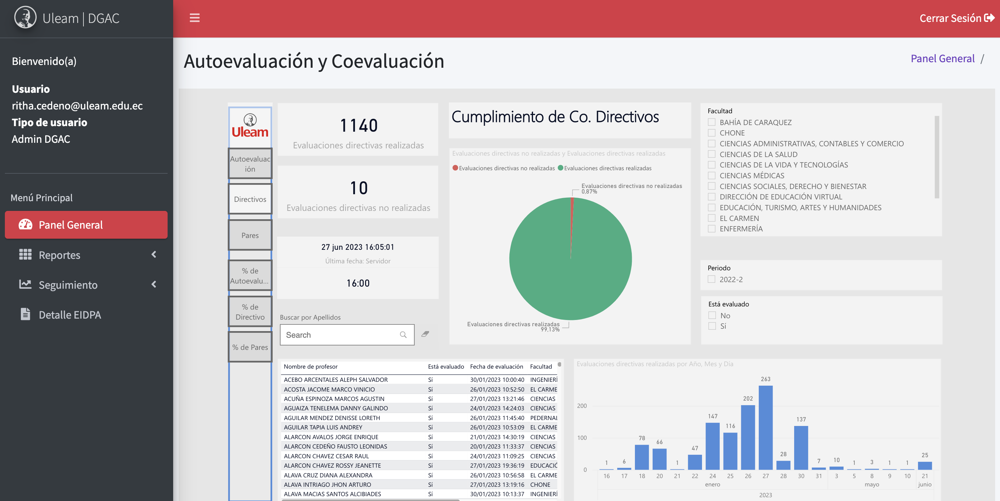 Uleam | DGAC
Cerrar Sesión
Bienvenido(a)
Usuario
ritha.cedeno@uleam.edu.ec
Tipo de usuario
Admin DGAC
Menú Principal
Panel General
Reportes
Seguimiento
Detalle EIDPA
Autoevaluación y Coevaluación
Panel General /
Uleam
Autoevaluac
ión
Directivos
Pares
% de
Autoevalu...
% de
Directivo
% de Pares
1140
Evaluaciones directivas realizadas
10
Evaluaciones directivas no realizadas
27 jun 2023 16:05:01
Última fecha: Servidor
16:00
Buscar por Apellidos
Search
Cumplimiento de Co. Directivos
Evaluaciones directivas no realizadas y Evaluaciones directivas realizadas
Evaluaciones directivas no realizadas Evaluaciones directivas realizadas
Evaluaciones directivas no realizadas
0,87%
Evaluaciones directivas realizadas
99,13%
Facultad
BAHÍA DE CARAQUEZ
CHONE
CIENCIAS ADMINISTRATIVAS, CONTABLES Y COMERCIO
CIENCIAS DE LA SALUD
CIENCIAS DE LA VIDA Y TECNOLOGÍAS
CIENCIAS MÉDICAS
CIENCIAS SOCIALES, DERECHO Y BIENESTAR
DIRECCIÓN DE EDUCACIÓN VIRTUAL
EDUCACIÓN, TURISMO, ARTES Y HUMANIDADES
EL CARMEN
ENFERMERÍA
Periodo
2022-2
Está evaluado
No
Sí
Nombre de profesor Está evaluado Fecha de evaluación Facultad
ACEBO ARCENTALES ALEPH SALVADOR Sí 30/01/2023 10:00:40 INGENIERÍ
ACOSTA JACOME MARCO VINICIO Sí 26/01/2023 10:52:50 EL CARME
ACUÑA ESPINOZA MARCOS AGUSTIN Sí 27/01/2023 13:21:46 CIENCIAS
AGUAIZA TENELEMA DANNY GALINDO Sí 24/01/2023 14:24:03 CIENCIAS
AGUILAR MENDEZ DENISSE LORETH Sí 26/01/2023 11:45:40 PEDERNAL
AGUILAR TAPIA LUIS ANDREY Sí 26/01/2023 10:53:09 EL CARME
ALARCON AVALOS JORGE ENRIQUE Sí 21/01/2023 14:30:19 CIENCIAS
ALARCON CEDEÑO FAUSTO LEONIDAS Sí 20/01/2023 11:33:37 CIENCIAS
ALARCON CHAVEZ CESAR RAUL Sí 24/01/2023 11:09:25 CIENCIAS
ALARCON CHAVEZ ROSSY JEANETTE Sí 27/01/2023 19:36:19 EDUCACIÓ
ALAVA CRUZ DIANA ALEXANDRA Sí 26/01/2023 10:56:58 EL CARME
ALAVA INTRIAGO JHON ARTURO Sí 27/01/2023 13:19:16 CHONE
ALAVA MACIAS SANTOS ALCIBIADES Sí 30/01/2023 10:13:37 INGENIERÍ
Evaluaciones directivas realizadas por Año, Mes y Día
200
100
0
1 6 78 66 1 47 147 116 202 263 28 137 7 10 1 3 1 1 25
16 17 18 20 21 22 24 25 26 27 28 30 31 3 5 8 9 10 21
enero mayo junio
2023